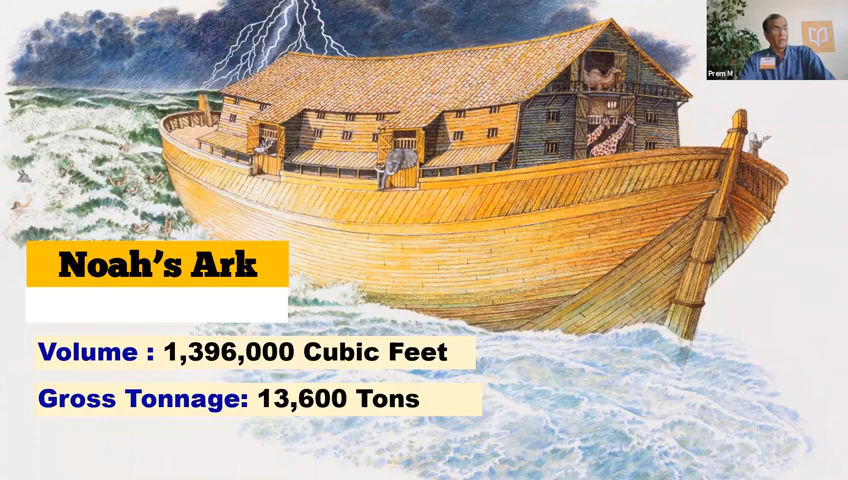 Prem M
Noah's Ark
Volume : 1,396,000 Cubic Feet
Gross Tonnage: 13,600 Tons